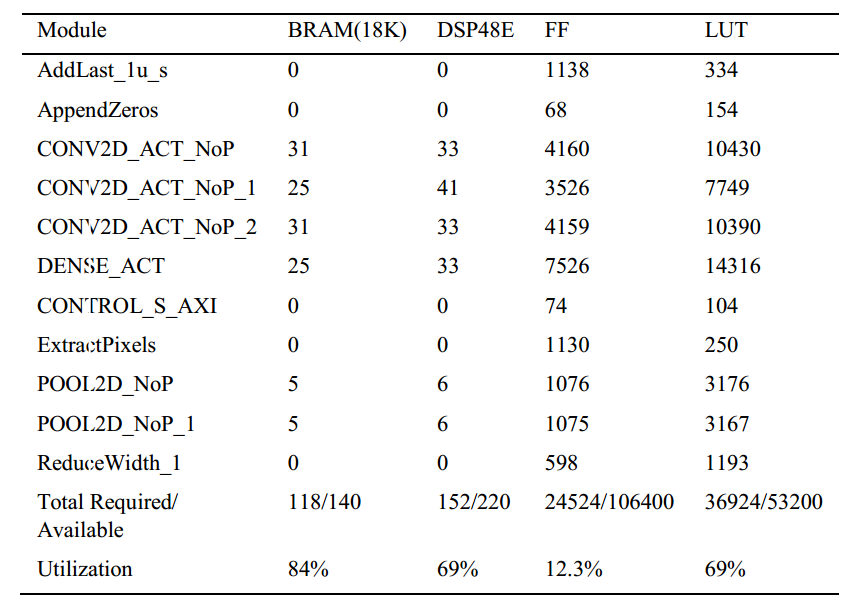 Module BRAM(18K) DSP48E FF LUT
AddLast_1u_s 0 0 1138 334
AppendZeros 0 0 68 154
CONV2D_ACT_NoP 31 33 4160 10430
CONV2D_ACT_NoP_1 25 41 3526 7749
CONV2D_ACT_NoP_2 31 33 4159 10390
DENSE_ACT 25 33 7526 14316
CONTROL_S_AXI 0 0 74 104
ExtractPixels 0 0 1130 250
POOL2D_NoP 5 6 1076 3176
POOL2D_NoP_1 5 6 1075 3167
ReduceWidth_1 0 0 598 1193
Total Required/ 118/140 152/220 24524/106400 36924/53200
Available
Utilization 84% 69% 12.3% 69%